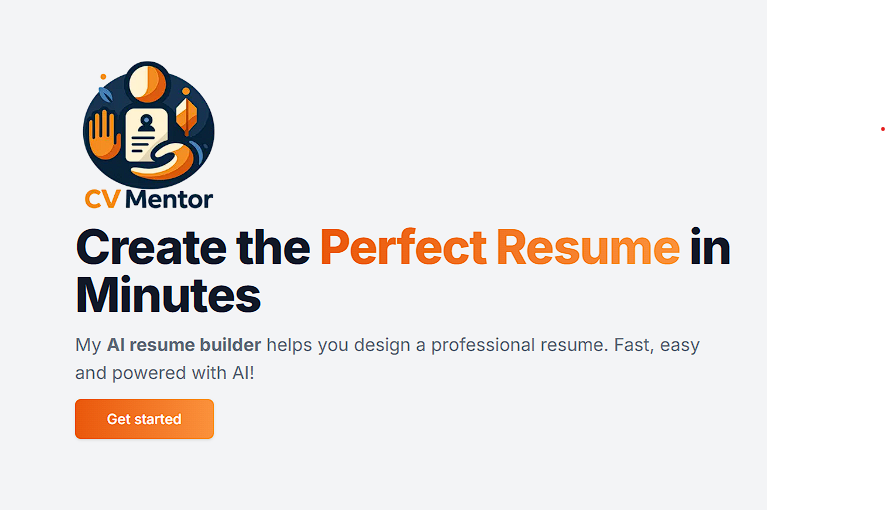 CV Mentor
Create the Perfect Resume in
Minutes
My AI resume builder helps you design a professional resume. Fast, easy
and powered with AI!
Get started